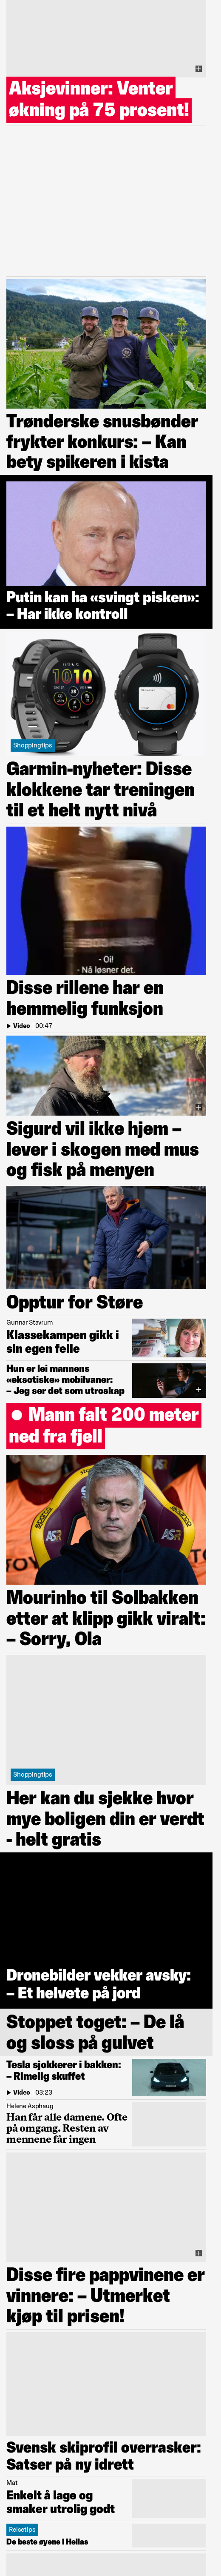 Aksjevinner: Venter
økning på 75 prosent!
Trønderske snusbønder
frykter konkurs: – Kan
bety spikeren i kista
Putin kan ha «svingt pisken»:
– Har ikke kontroll
10:10
Shoppingtips
Garmin-nyheter: Disse
klokkene tar treningen
til et helt nytt nivå
- Oi!
- Nå løsner det.
Disse rillene har en
hemmelig funksjon
Video | 00:47
Sigurd vil ikke hjem –
lever i skogen med mus
og fisk på menyen
Opptur for Støre
Gunnar Stavrum
Klassekampen gikk i
sin egen felle
Hun er lei mannens
«eksotiske» mobilvaner:
– Jeg ser det som utroskap
Mann falt 200 meter
ned fra fjell
ASR
ASR
TOYO
Mourinho til Solbakken
etter at klipp gikk viralt:
– Sorry, Ola
Shoppingtips
Her kan du sjekke hvor
mye boligen din er verdt
- helt gratis
Dronebilder vekker avsky:
– Et helvete på jord
Stoppet toget: – De lå
og sloss på gulvet
Tesla sjokkerer i bakken:
– Rimelig skuffet
Video | 03:23
Helene Asphaug
Han får alle damene. Ofte
på omgang. Resten av
mennene får ingen
Disse fire pappvinene er
vinnere: – Utmerket
kjøp til prisen!
Svensk skiprofil overrasker:
Satser på ny idrett
Mat
Enkelt å lage og
smaker utrolig godt
Reisetips
De beste øyene i Hellas